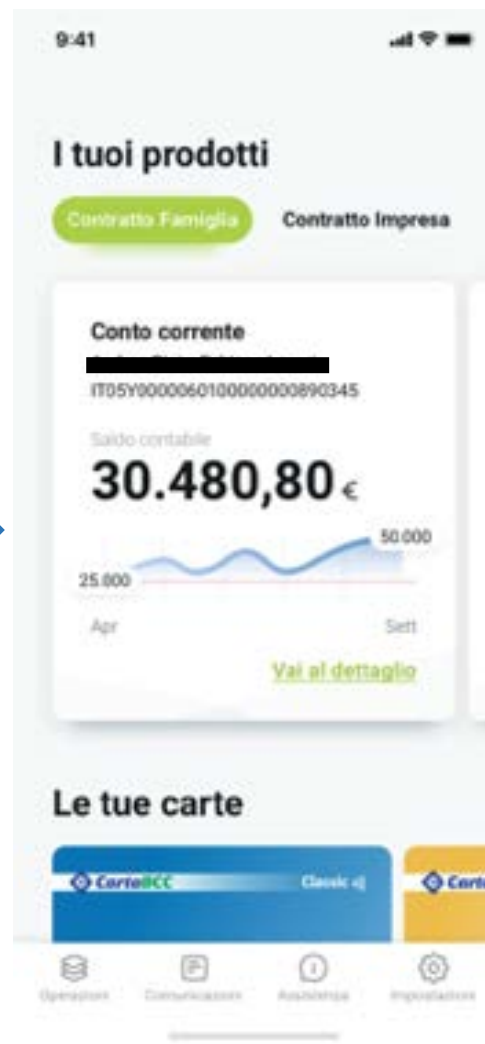 9:41
I tuoi prodotti
Contratto Famiglia
Contratto Impresa
Conto corrente
IT05Y0000060100000000890345
Saldo contabile
30.480,80 €
50.000
25.000
Apr
Sett
Vai al dettaglio
Le tue carte
CartaBCC
Classic
Carta
Operazioni
Comunicazioni
Assistenza
Impostazioni